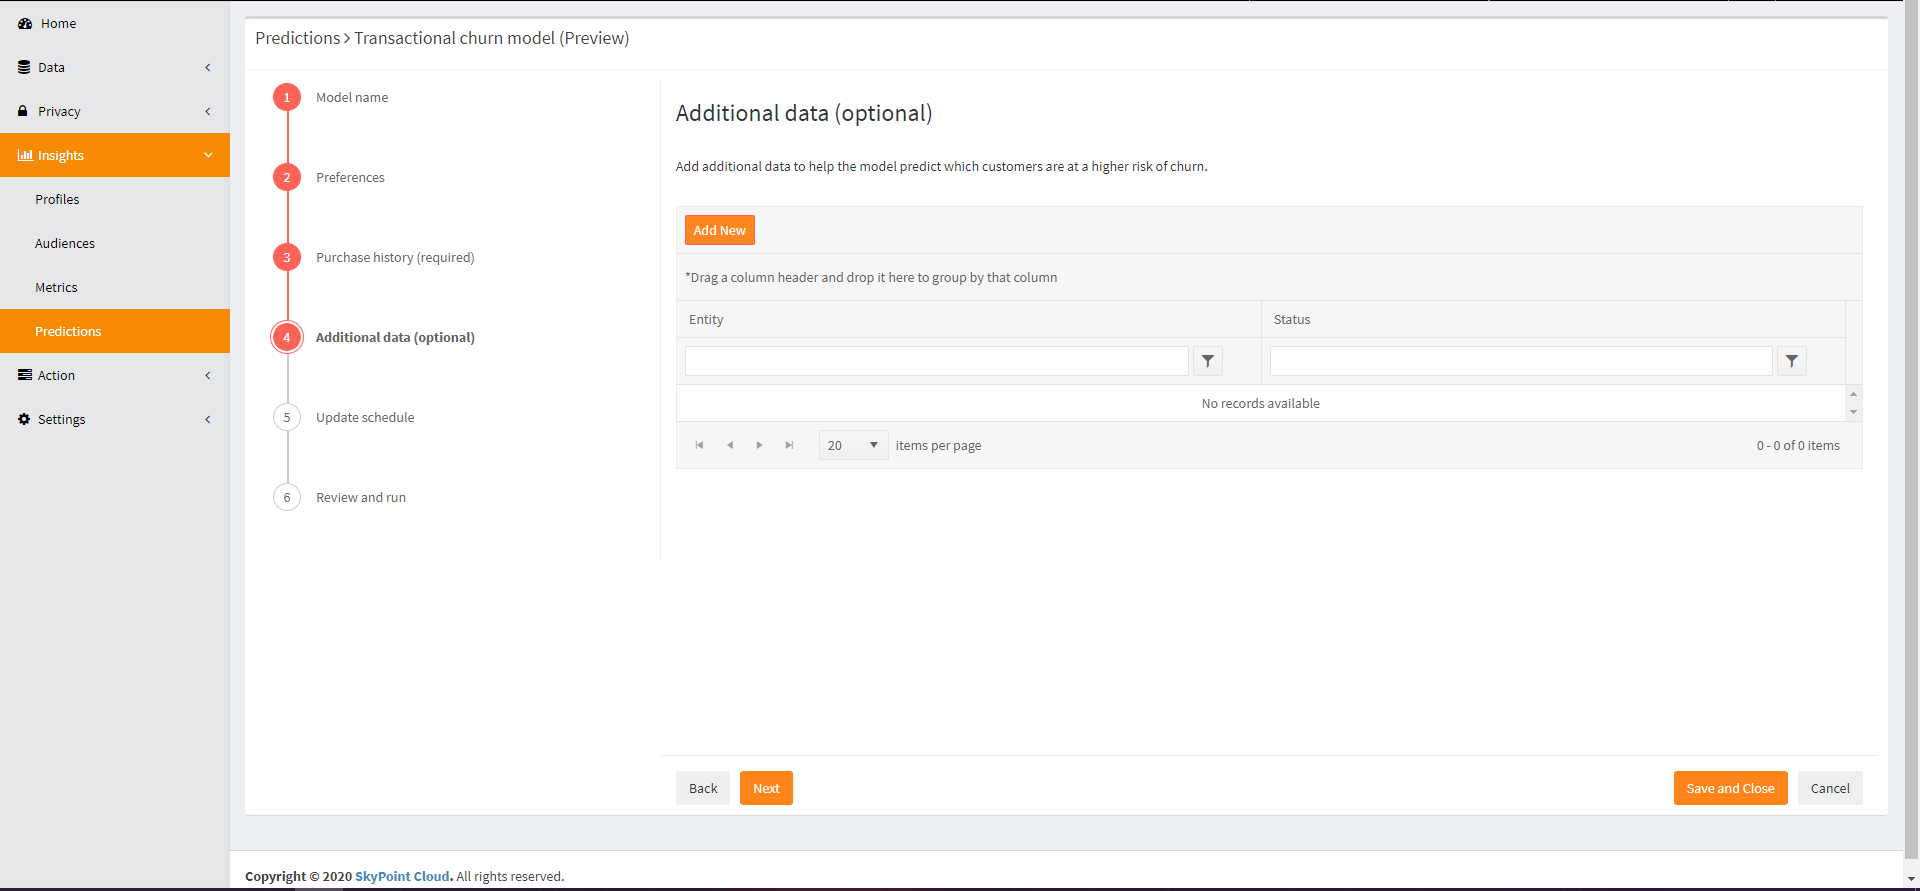 Home
Data
Privacy
Insights
Profiles
Audiences
Metrics
Predictions
Action
Settings
Predictions > Transactional churn model (Preview)
1 Model name
2 Preferences
3 Purchase history (required)
4 Additional data (optional)
5 Update schedule
6 Review and run
Additional data (optional)
Add additional data to help the model predict which customers are at a higher risk of churn.
Add New
*Drag a column header and drop it here to group by that column
Entity Status
No records available
20 items per page 0 - 0 of 0 items
Back Next Save and Close Cancel
Copyright © 2020 SkyPoint Cloud. All rights reserved.